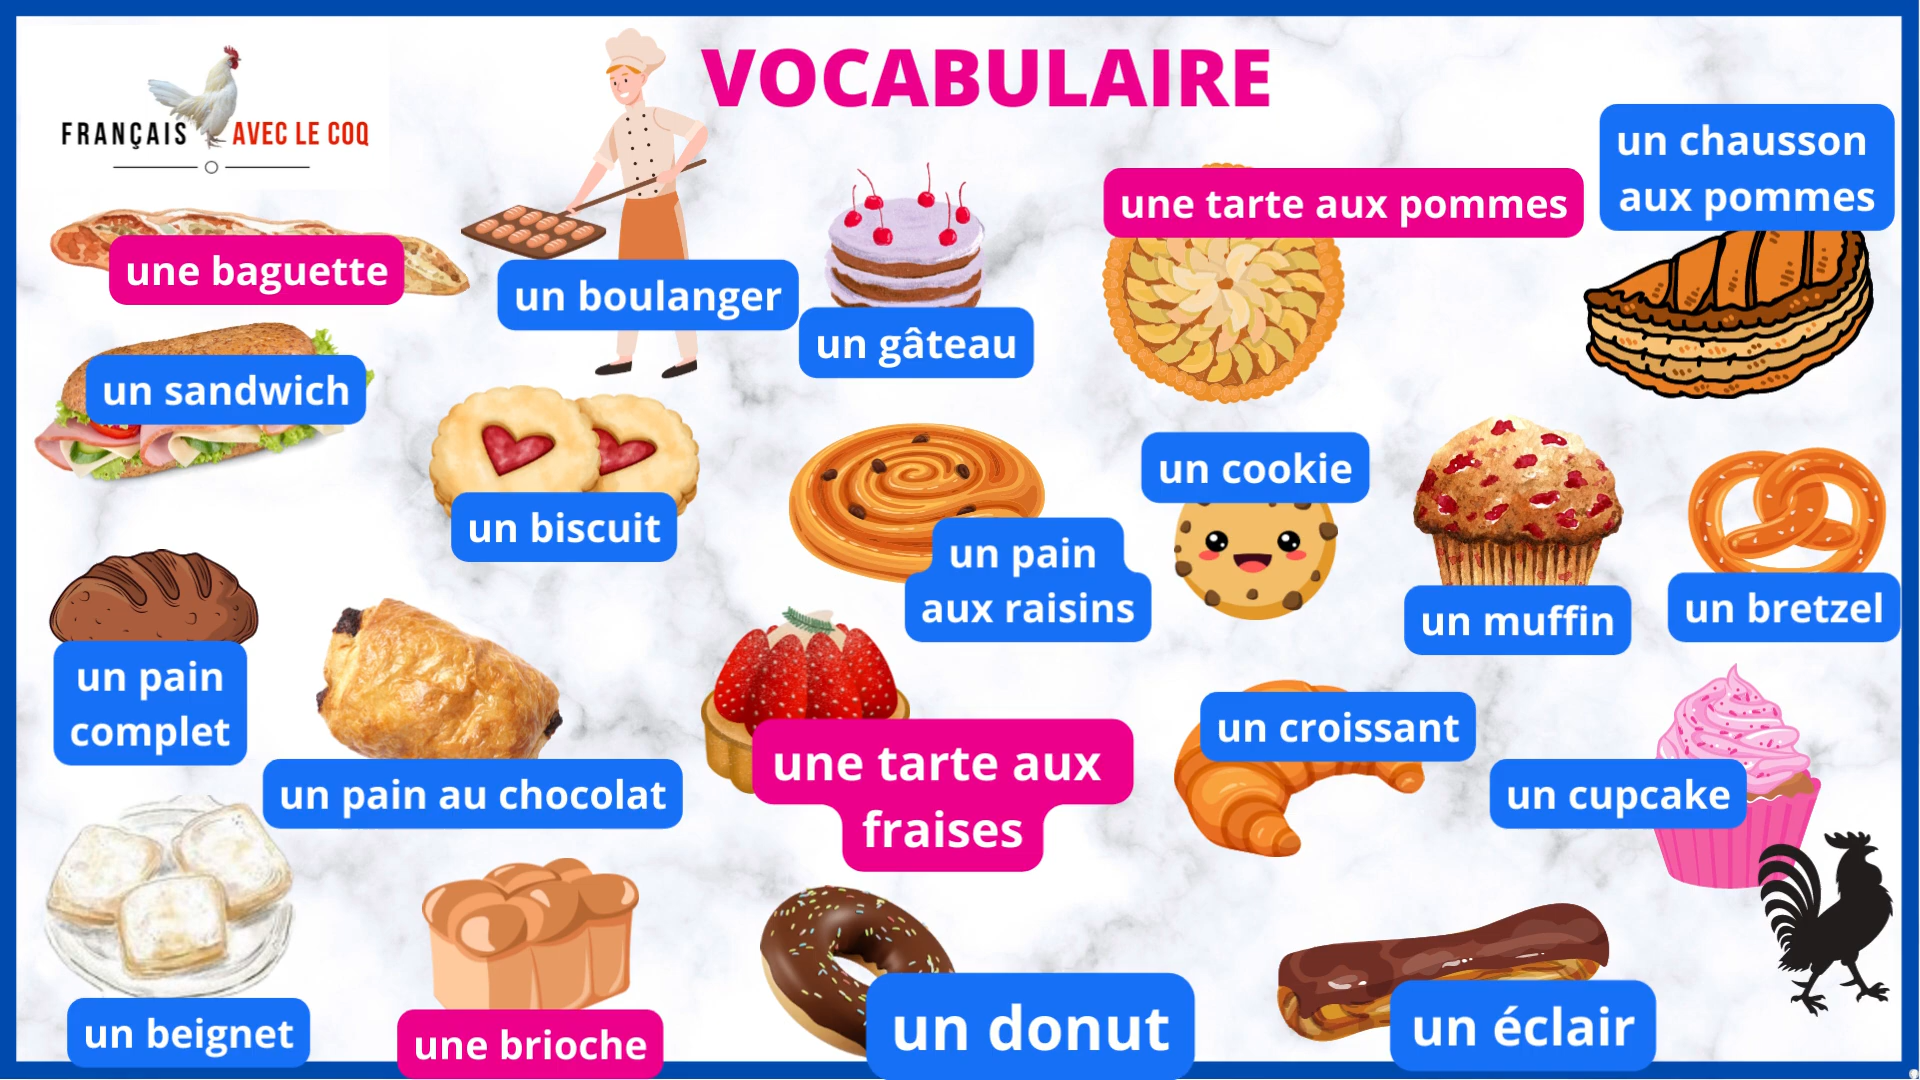 FRANÇAIS AVEC LE COQ
VOCABULAIRE
un chausson
aux pommes
une tarte aux pommes
une baguette
un boulanger
un gâteau
un sandwich
un cookie
un biscuit
un pain
aux raisins
un muffin
un bretzel
un pain
complet
un croissant
une tarte aux
fraises
un pain au chocolat
un cupcake
un beignet
une brioche
un donut
un éclair